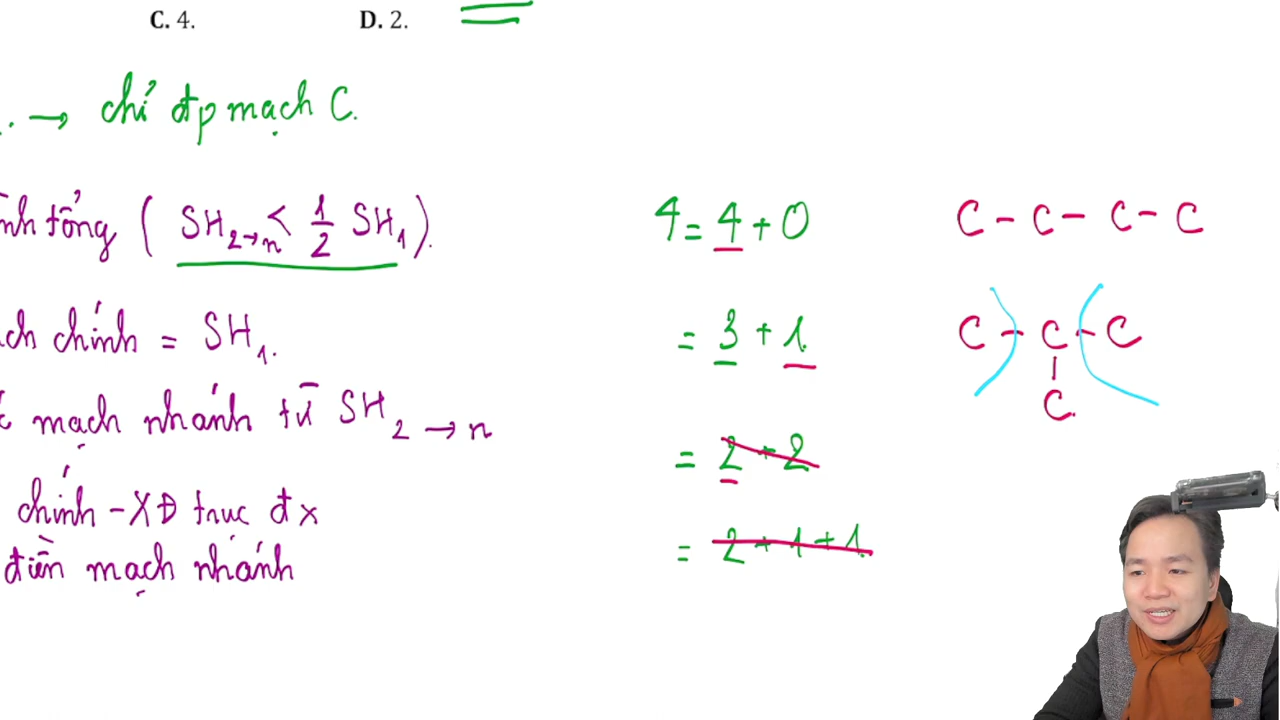 C. 4. D. 2.
. → chỉ đp mạch C.
ành tổng ( SH2→n < 1/2 SH1 ).
ch chính = SH1.
mạch nhánh từ SH2→n
chính - XĐ trục đx
điền mạch nhánh
4 = 4 + 0
= 3 + 1
= 2 + 2
= 2 + 1 + 1
C - C - C - C
C - C - C
C